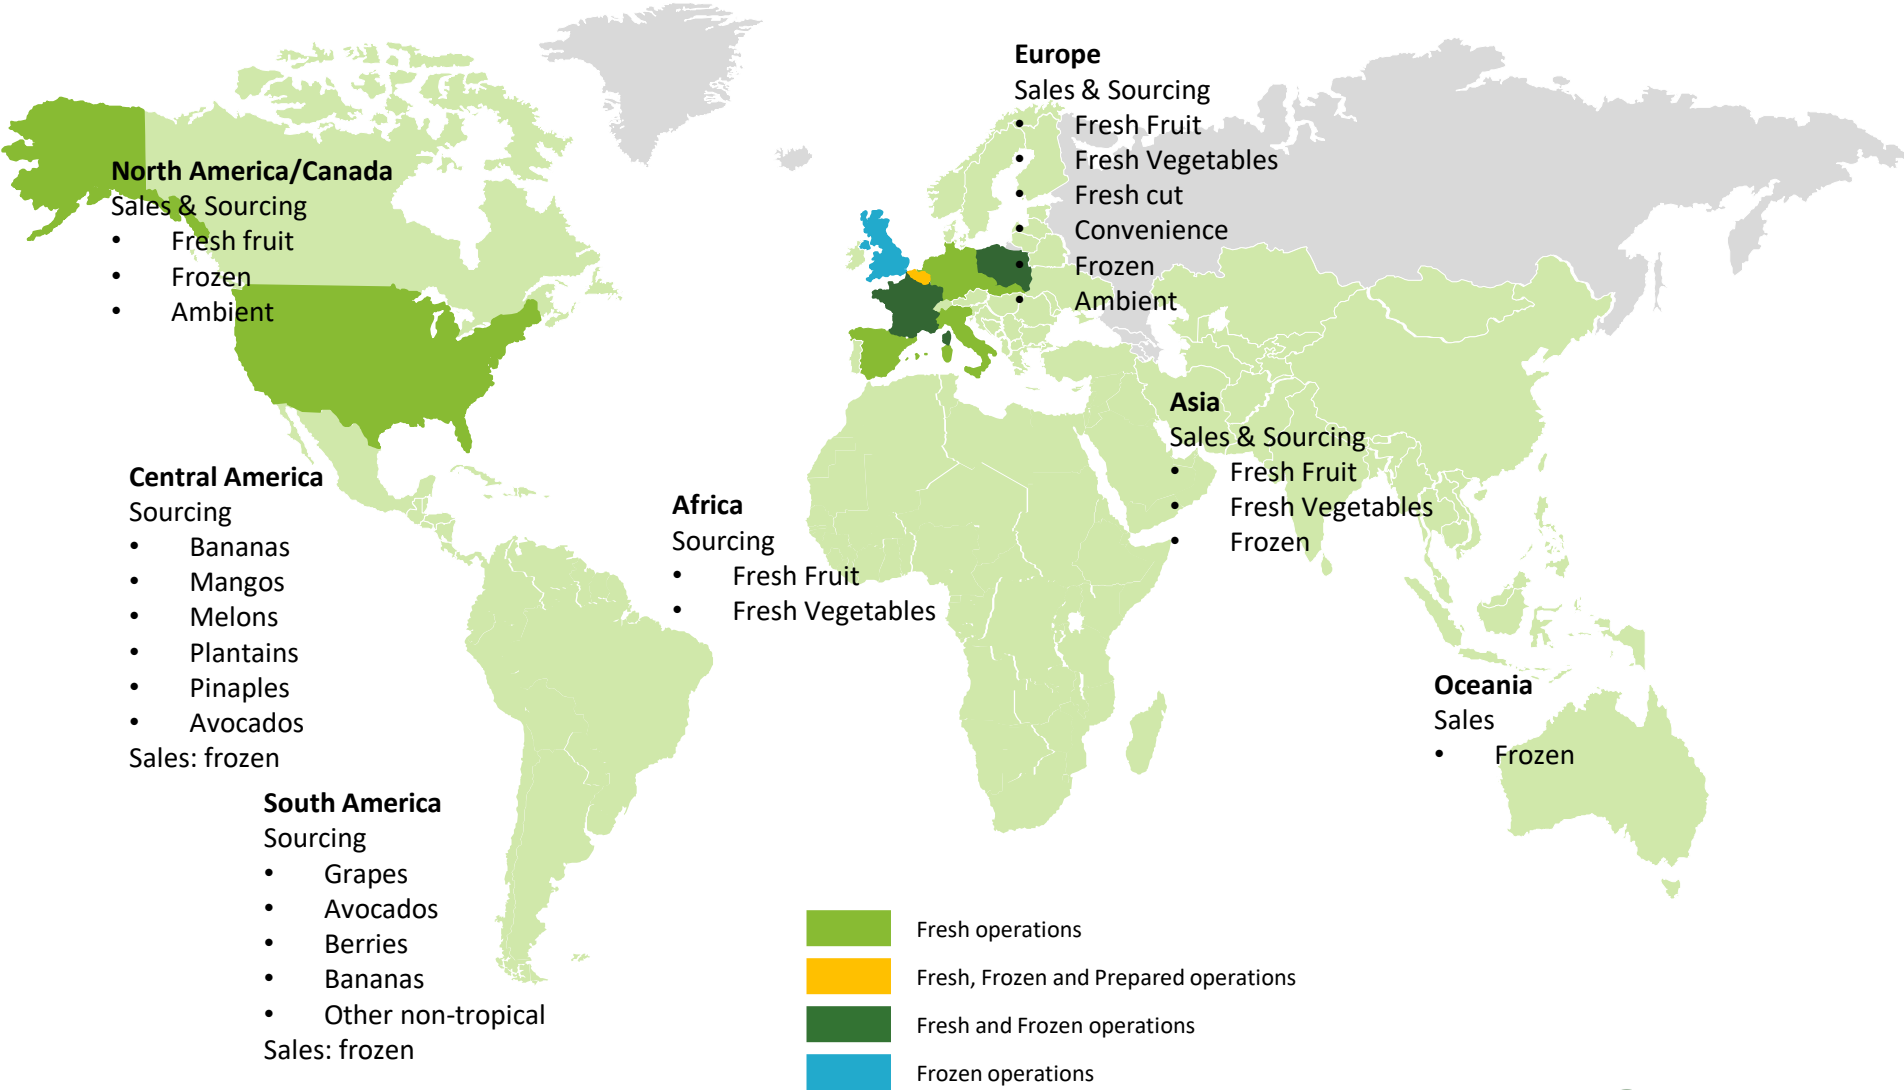 North America/Canada
Sales & Sourcing
• Fresh fruit
• Frozen
• Ambient
Central America
Sourcing
• Bananas
• Mangos
• Melons
• Plantains
• Pinaples
• Avocados
Sales: frozen
South America
Sourcing
• Grapes
• Avocados
• Berries
• Bananas
• Other non-tropical
Sales: frozen
Africa
Sourcing
• Fresh Fruit
• Fresh Vegetables
Europe
Sales & Sourcing
• Fresh Fruit
• Fresh Vegetables
• Fresh cut
• Convenience
• Frozen
• Ambient
Asia
Sales & Sourcing
• Fresh Fruit
• Fresh Vegetables
• Frozen
Oceania
Sales
• Frozen
Fresh operations
Fresh, Frozen and Prepared operations
Fresh and Frozen operations
Frozen operations